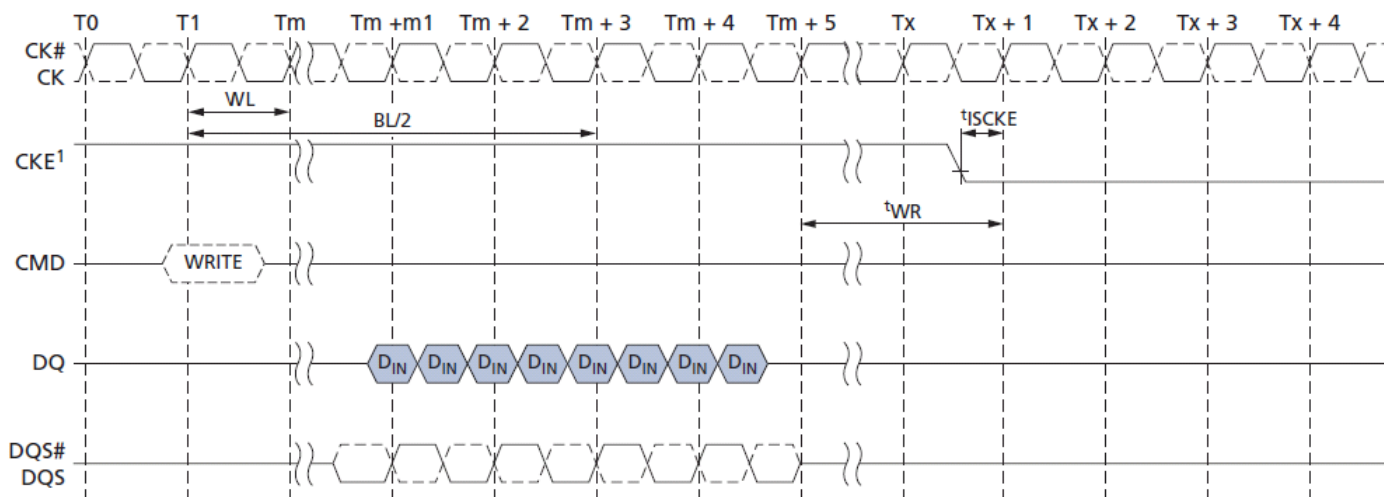 T0 T1 Tm Tm +m1 Tm + 2 Tm + 3 Tm + 4 Tm + 5 Tx Tx + 1 Tx + 2 Tx + 3 Tx + 4
CK#
CK
WL
BL/2
tISCKE
CKE1
tWR
CMD WRITE
DQ DIN DIN DIN DIN DIN DIN DIN DIN
DQS#
DQS